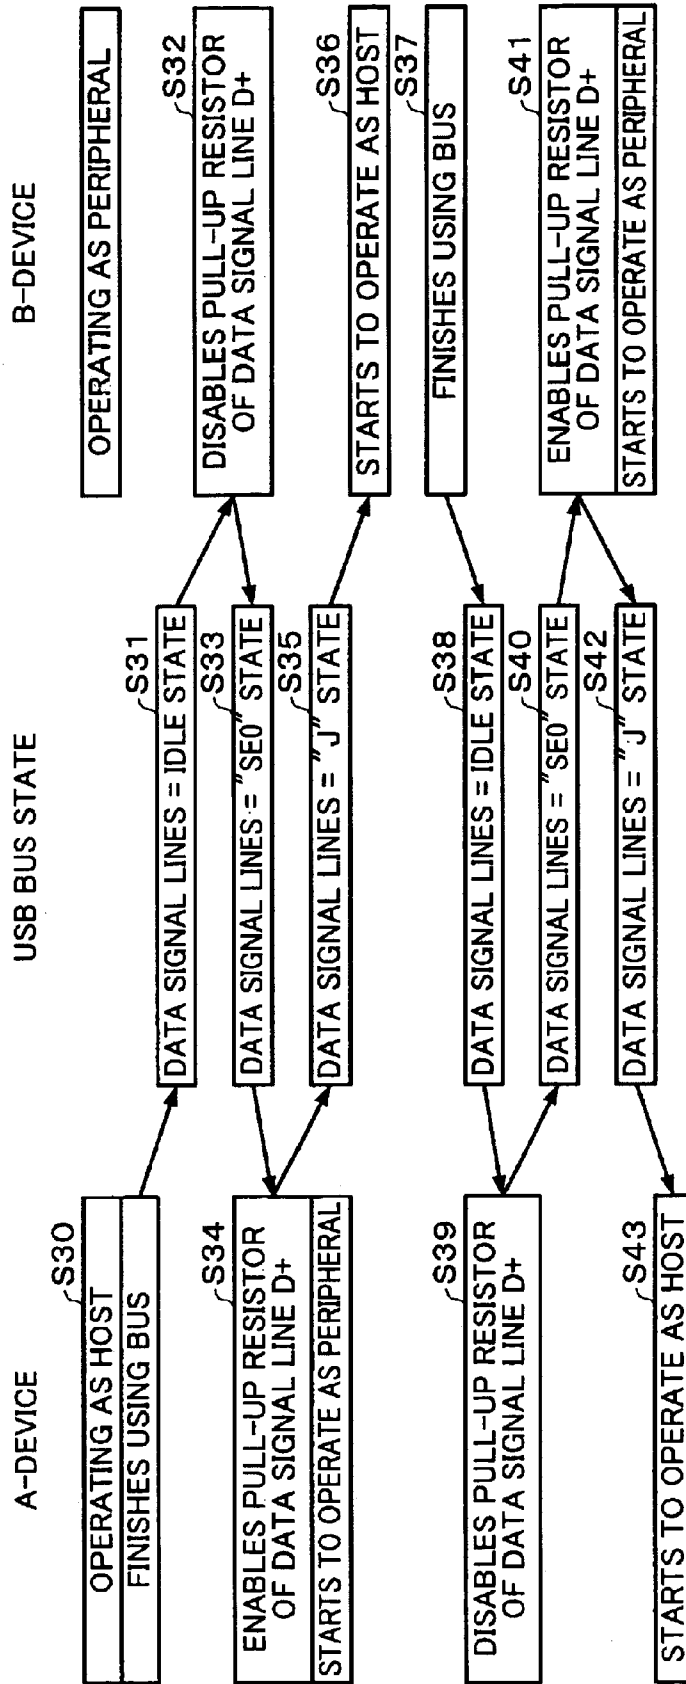 A-DEVICE
USB BUS STATE
B-DEVICE
S30
OPERATING AS HOST
FINISHES USING BUS
OPERATING AS PERIPHERAL
S31
DATA SIGNAL LINES = IDLE STATE
S32
DISABLES PULL-UP RESISTOR
OF DATA SIGNAL LINE D+
S33
DATA SIGNAL LINES = "SE0" STATE
S34
ENABLES PULL-UP RESISTOR
OF DATA SIGNAL LINE D+
STARTS TO OPERATE AS PERIPHERAL
S35
DATA SIGNAL LINES = "J" STATE
S36
STARTS TO OPERATE AS HOST
S37
FINISHES USING BUS
S38
DATA SIGNAL LINES = IDLE STATE
S39
DISABLES PULL-UP RESISTOR
OF DATA SIGNAL LINE D+
S40
DATA SIGNAL LINES = "SE0" STATE
S41
ENABLES PULL-UP RESISTOR
OF DATA SIGNAL LINE D+
STARTS TO OPERATE AS PERIPHERAL
S42
DATA SIGNAL LINES = "J" STATE
S43
STARTS TO OPERATE AS HOST